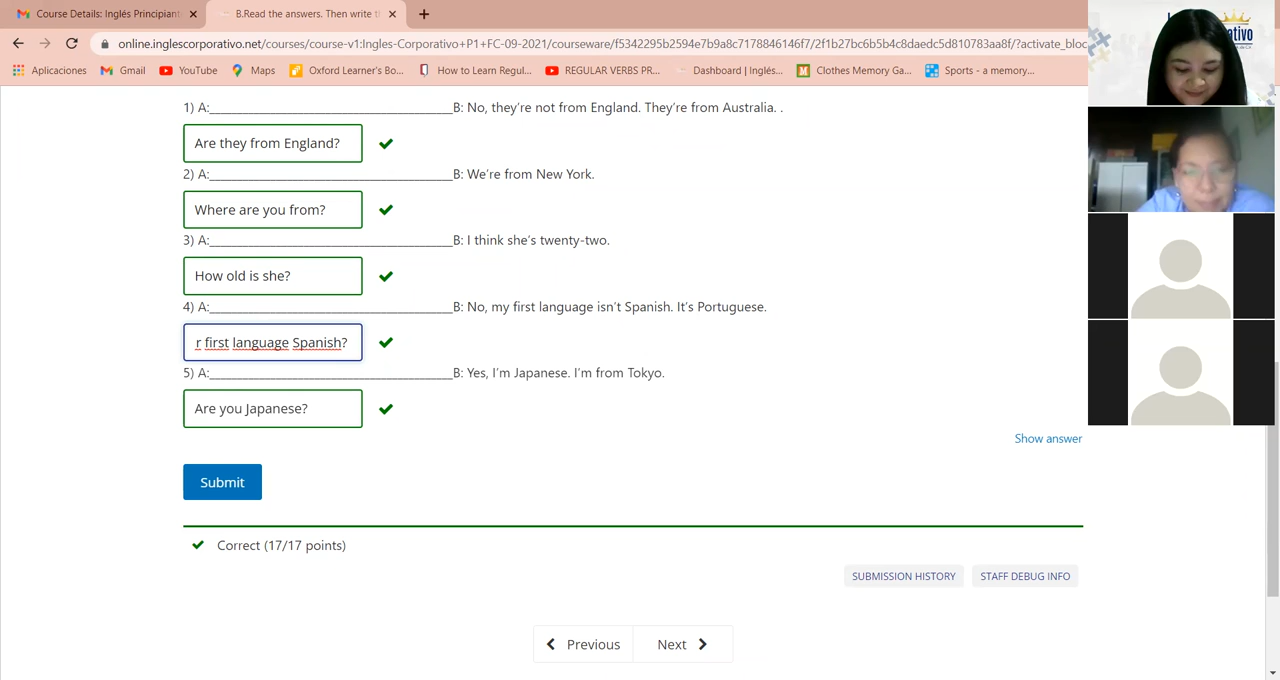 Course Details: Inglés Principiant
B.Read the answers. Then write th
online.inglescorporativo.net/courses/course-v1:Ingles-Corporativo+P1+FC-09-2021/courseware/f5342295b2594e7b9a8c7178846146f7/2f1b27bc6b5b4c8daedc5d810783aa8f/?activate_bloc
Aplicaciones
Gmail
YouTube
Maps
Oxford Learner's Bo...
How to Learn Regul...
REGULAR VERBS PR...
Dashboard | Inglés...
Clothes Memory Ga...
Sports - a memory...
1) A:______________________________________B: No, they're not from England. They're from Australia. .
Are they from England?
2) A:______________________________________B: We're from New York.
Where are you from?
3) A:______________________________________B: I think she's twenty-two.
How old is she?
4) A:______________________________________B: No, my first language isn't Spanish. It's Portuguese.
r first language Spanish?
5) A:______________________________________B: Yes, I'm Japanese. I'm from Tokyo.
Are you Japanese?
Show answer
Submit
Correct (17/17 points)
SUBMISSION HISTORY
STAFF DEBUG INFO
Previous
Next